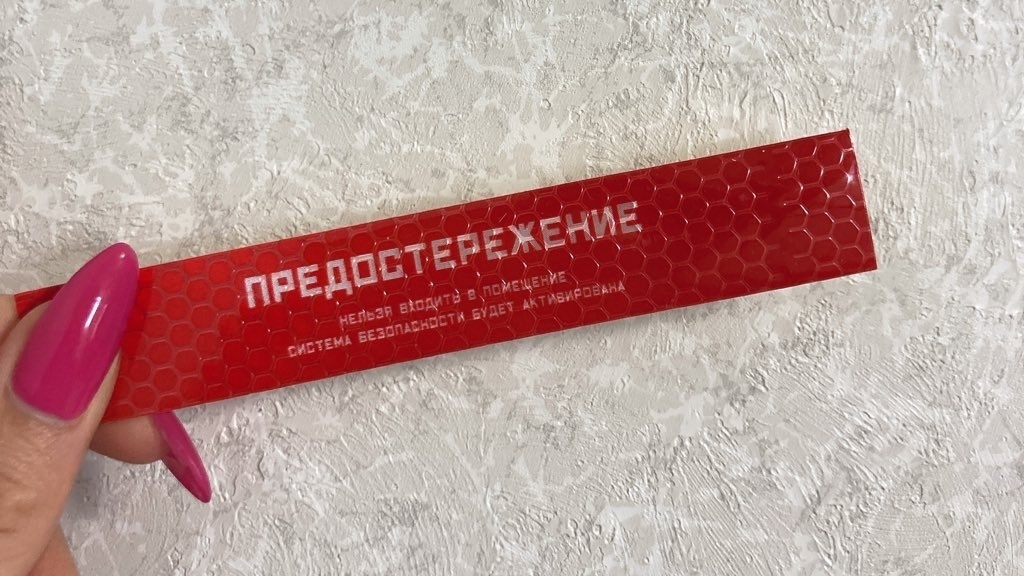 ПРЕДОСТЕРЕЖЕНИЕ
НЕЛЬЗЯ ВХОДИТЬ В ПОМЕЩЕНИЕ
СИСТЕМА БЕЗОПАСНОСТИ БУДЕТ АКТИВИРОВАНА